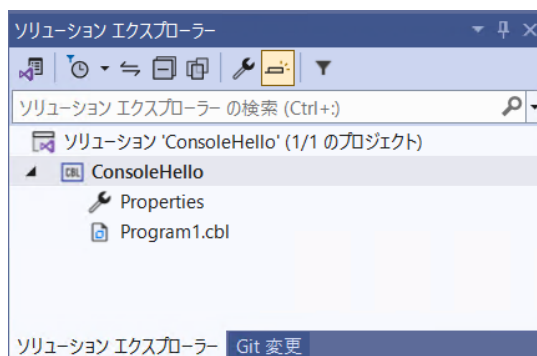 ソリューション エクスプローラー
ソリューション エクスプローラー の検索 (Ctrl+:)
ソリューション 'ConsoleHello' (1/1 のプロジェクト)
CBL ConsoleHello
Properties
Program1.cbl
ソリューション エクスプローラー Git 変更